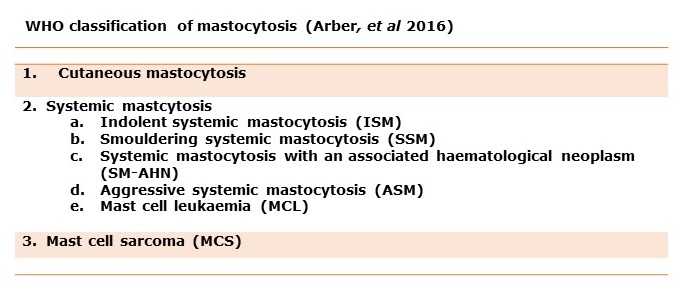 WHO classification of mastocytosis (Arber, et al 2016)
1. Cutaneous mastocytosis
2. Systemic mastcytosis
a. Indolent systemic mastocytosis (ISM)
b. Smouldering systemic mastocytosis (SSM)
c. Systemic mastocytosis with an associated haematological neoplasm
(SM-AHN)
d. Aggressive systemic mastocytosis (ASM)
e. Mast cell leukaemia (MCL)
3. Mast cell sarcoma (MCS)